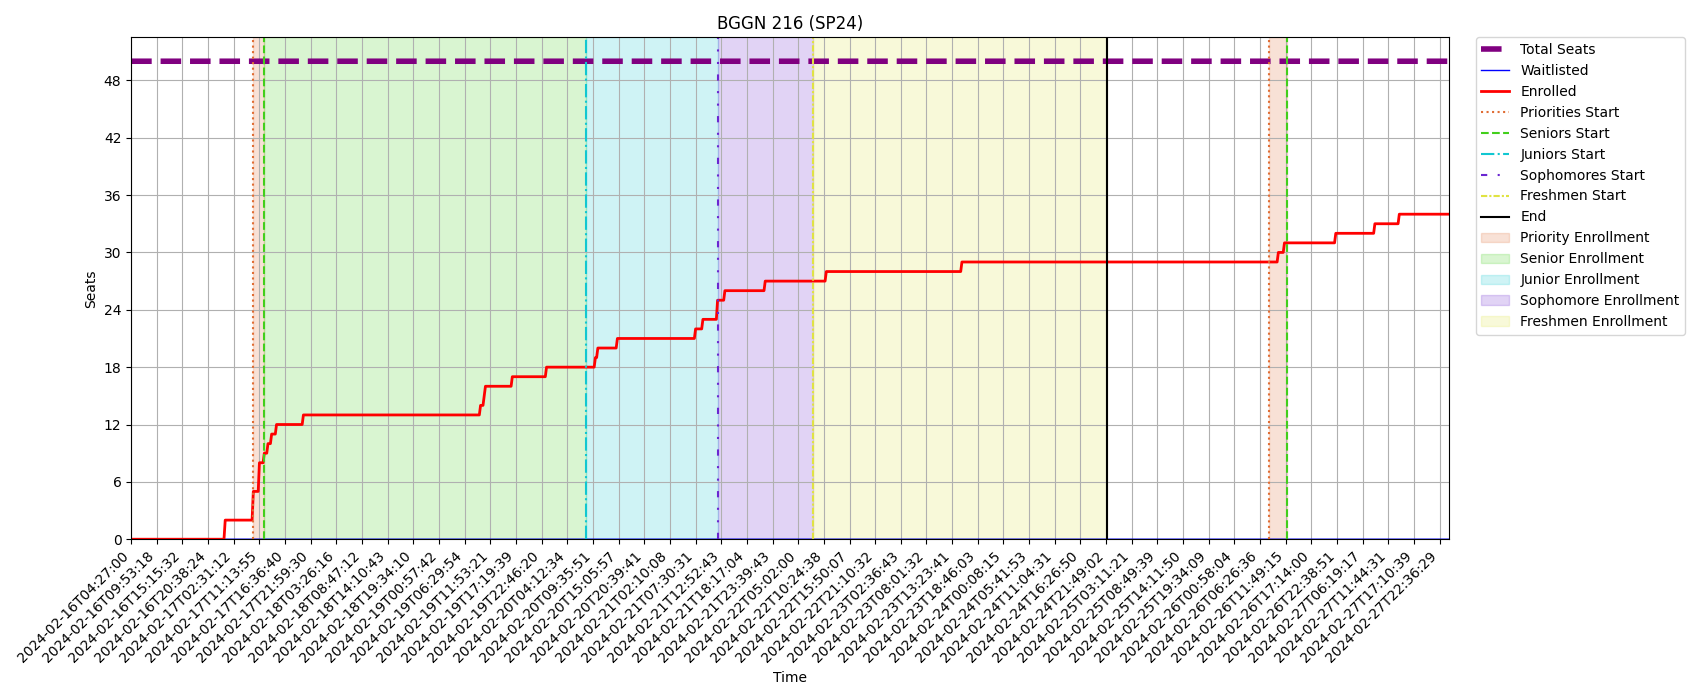 BGGN 216 (SP24)
Total Seats
Waitlisted
Enrolled
Priorities Start
Seniors Start
Juniors Start
Sophomores Start
Freshmen Start
End
Priority Enrollment
Senior Enrollment
Junior Enrollment
Sophomore Enrollment
Freshmen Enrollment
Seats
48
42
36
30
24
18
12
6
0
2024-02-16T04:27:00
2024-02-16T09:53:18
2024-02-16T15:15:32
2024-02-16T20:38:24
2024-02-17T02:31:12
2024-02-17T11:13:55
2024-02-17T16:36:40
2024-02-17T21:59:30
2024-02-18T03:26:16
2024-02-18T08:47:12
2024-02-18T14:10:43
2024-02-18T19:34:10
2024-02-19T00:57:42
2024-02-19T06:29:54
2024-02-19T11:53:21
2024-02-19T17:19:39
2024-02-19T22:46:20
2024-02-20T04:12:34
2024-02-20T09:35:51
2024-02-20T15:05:57
2024-02-20T20:39:41
2024-02-21T02:10:08
2024-02-21T07:30:31
2024-02-21T12:52:43
2024-02-21T18:17:04
2024-02-21T23:39:43
2024-02-22T05:02:00
2024-02-22T10:24:38
2024-02-22T15:50:07
2024-02-22T21:10:32
2024-02-23T02:36:43
2024-02-23T08:01:32
2024-02-23T13:23:41
2024-02-23T18:46:03
2024-02-24T00:08:15
2024-02-24T05:41:53
2024-02-24T11:04:31
2024-02-24T16:26:50
2024-02-24T21:49:02
2024-02-25T03:11:21
2024-02-25T08:49:39
2024-02-25T14:11:50
2024-02-25T19:34:09
2024-02-26T00:58:04
2024-02-26T06:26:36
2024-02-26T11:49:15
2024-02-26T17:14:00
2024-02-26T22:38:51
2024-02-27T06:19:17
2024-02-27T11:44:31
2024-02-27T17:10:39
2024-02-27T22:36:29
Time